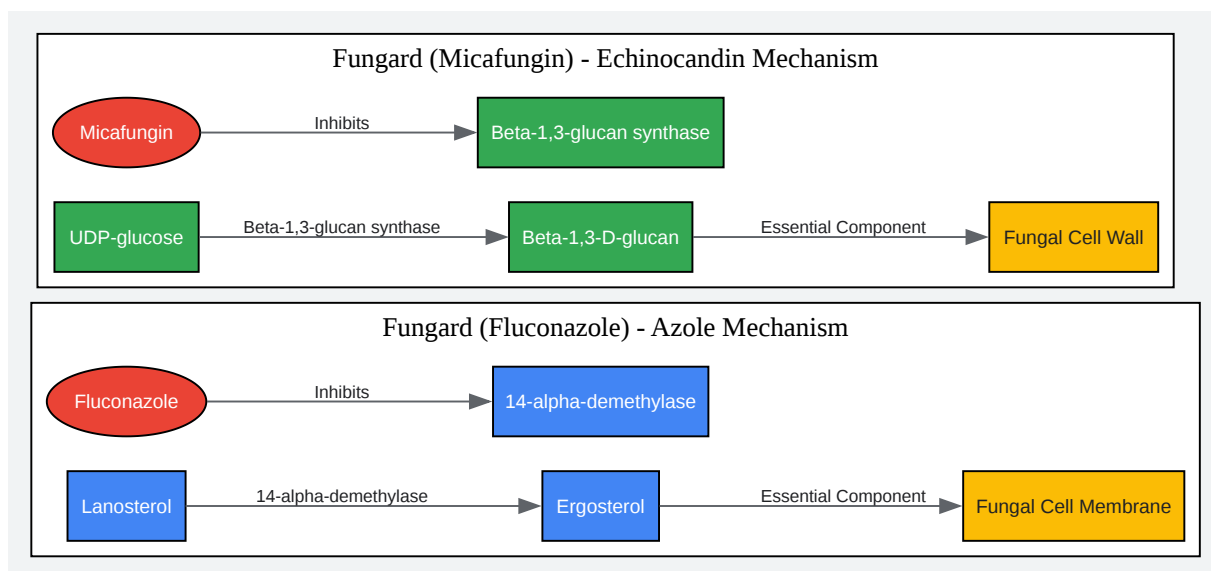 Fungard (Micafungin) - Echinocandin Mechanism
Micafungin
Inhibits
Beta-1,3-glucan synthase
UDP-glucose
Beta-1,3-glucan synthase
Beta-1,3-D-glucan
Essential Component
Fungal Cell Wall
Fungard (Fluconazole) - Azole Mechanism
Fluconazole
Inhibits
14-alpha-demethylase
Lanosterol
14-alpha-demethylase
Ergosterol
Essential Component
Fungal Cell Membrane